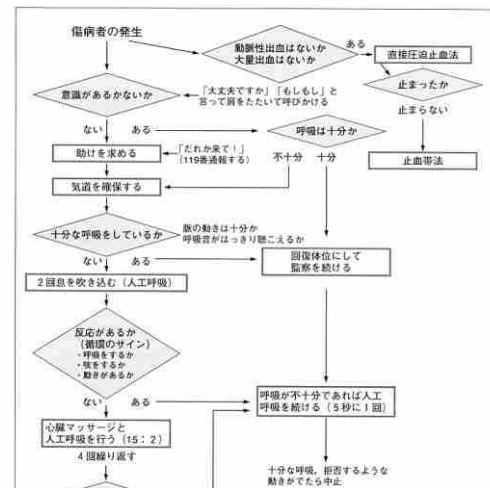 傷病者の発生
動脈性出血はないか
大量出血はないか
ある
直接圧迫止血法
意識があるかないか
「大丈夫ですか」「もしもし」と
言って肩をたたいて呼びかける
止まったか
止まらない
止血帯法
ない
ある
呼吸は十分か
助けを求める
「だれか来て！」
(119番通報する)
不十分
十分
気道を確保する
十分な呼吸をしているか
脈の動きは十分か
呼吸音がはっきり聴こえるか
ない
ある
回復体位にして
監察を続ける
2回息を吹き込む（人工呼吸）
反応があるか
(循環のサイン)
・呼吸をするか
・咳をするか
・動きがあるか
ない
ある
呼吸が不十分であれば人工
呼吸を続ける（5秒に1回）
心臓マッサージと
人工呼吸を行う（15：2）
4回繰り返す
十分な呼吸，拒否するような
動きがでたら中止